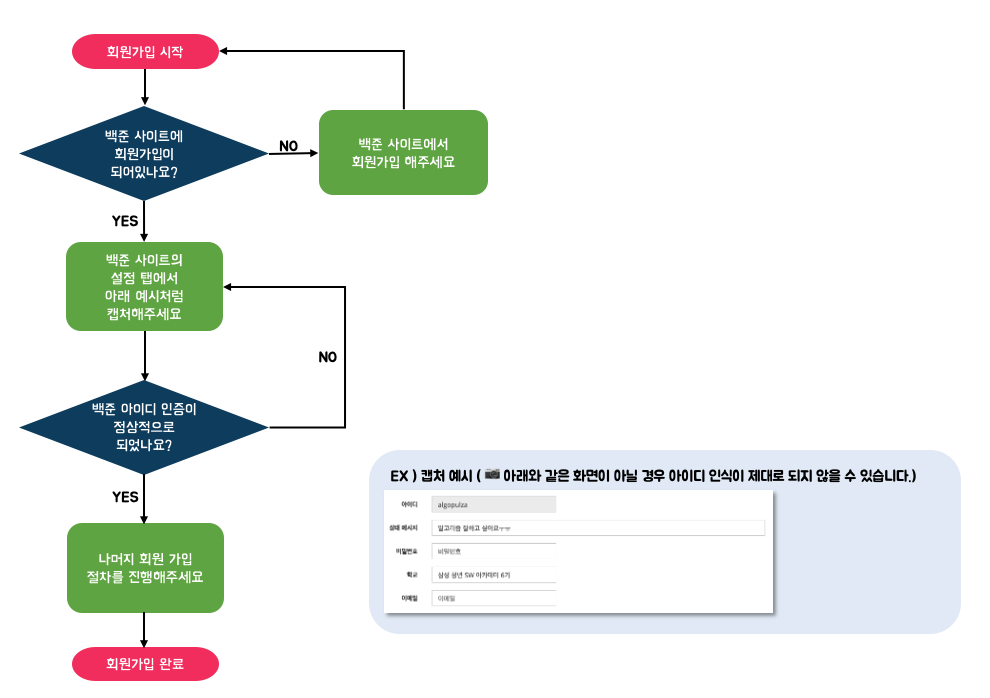 회원가입 시작
백준 사이트에
회원가입이
되어있나요?
NO
백준 사이트에서
회원가입 해주세요
YES
백준 사이트의
설정 탭에서
아래 예시처럼
캡처해주세요
NO
백준 아이디 인증이
정상적으로
되었나요?
YES
나머지 회원 가입
절차를 진행해주세요
회원가입 완료
EX ) 캡처 예시 ( 📷 아래와 같은 화면이 아닐 경우 아이디 인식이 제대로 되지 않을 수 있습니다.)
아이디 algopulza
상태 메시지 알고리즘 잘하고 싶어요ㅜㅜ
비밀번호 비밀번호
학교 삼성 청년 SW 아카데미 6기
이메일 이메일